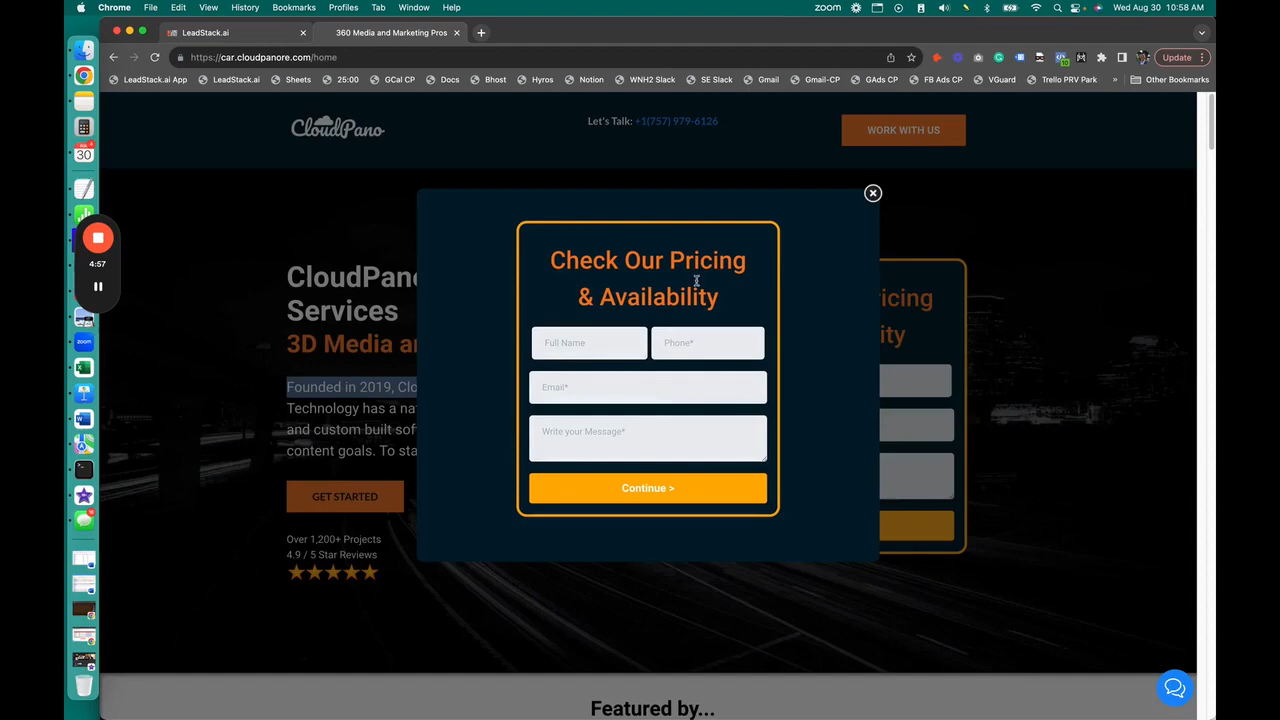 Chrome File Edit View History Bookmarks Profiles Tab Window Help zoom Wed Aug 30 10:58 AM
LeadStack.ai 360 Media and Marketing Pros
https://car.cloudpanore.com/home Update
LeadStack.ai App LeadStack.ai Sheets 25:00 GCal CP Docs Bhost Hyros Notion WNH2 Slack SE Slack Gmail Gmail-CP GAds CP FB Ads CP VGuard Trello PRV Park Other Bookmarks
CloudPano
Let's Talk: +1(757) 979-6126
WORK WITH US
4:57
Check Our Pricing
& Availability
Full Name Phone*
Email*
Write your Message*
Continue >
CloudPano
Services
3D Media an
Founded in 2019, Clo
Technology has a na
and custom built sof
content goals. To sta
GET STARTED
Over 1,200+ Projects
4.9 / 5 Star Reviews
ricing
ity
Featured by...